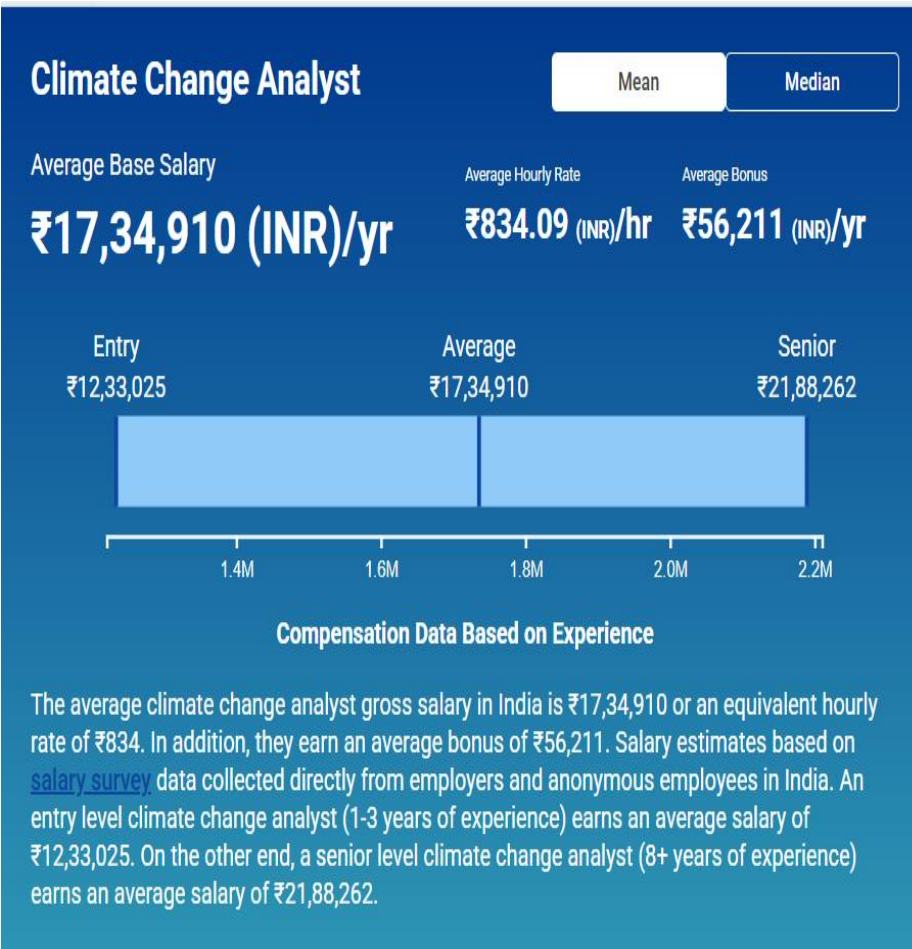 Climate Change Analyst
Mean
Median
Average Base Salary
₹17,34,910 (INR)/yr
Average Hourly Rate
₹834.09 (INR)/hr
Average Bonus
₹56,211 (INR)/yr
Entry
₹12,33,025
Average
₹17,34,910
Senior
₹21,88,262
1.4M 1.6M 1.8M 2.0M 2.2M
Compensation Data Based on Experience
The average climate change analyst gross salary in India is ₹17,34,910 or an equivalent hourly
rate of ₹834. In addition, they earn an average bonus of ₹56,211. Salary estimates based on
salary survey data collected directly from employers and anonymous employees in India. An
entry level climate change analyst (1-3 years of experience) earns an average salary of
₹12,33,025. On the other end, a senior level climate change analyst (8+ years of experience)
earns an average salary of ₹21,88,262.